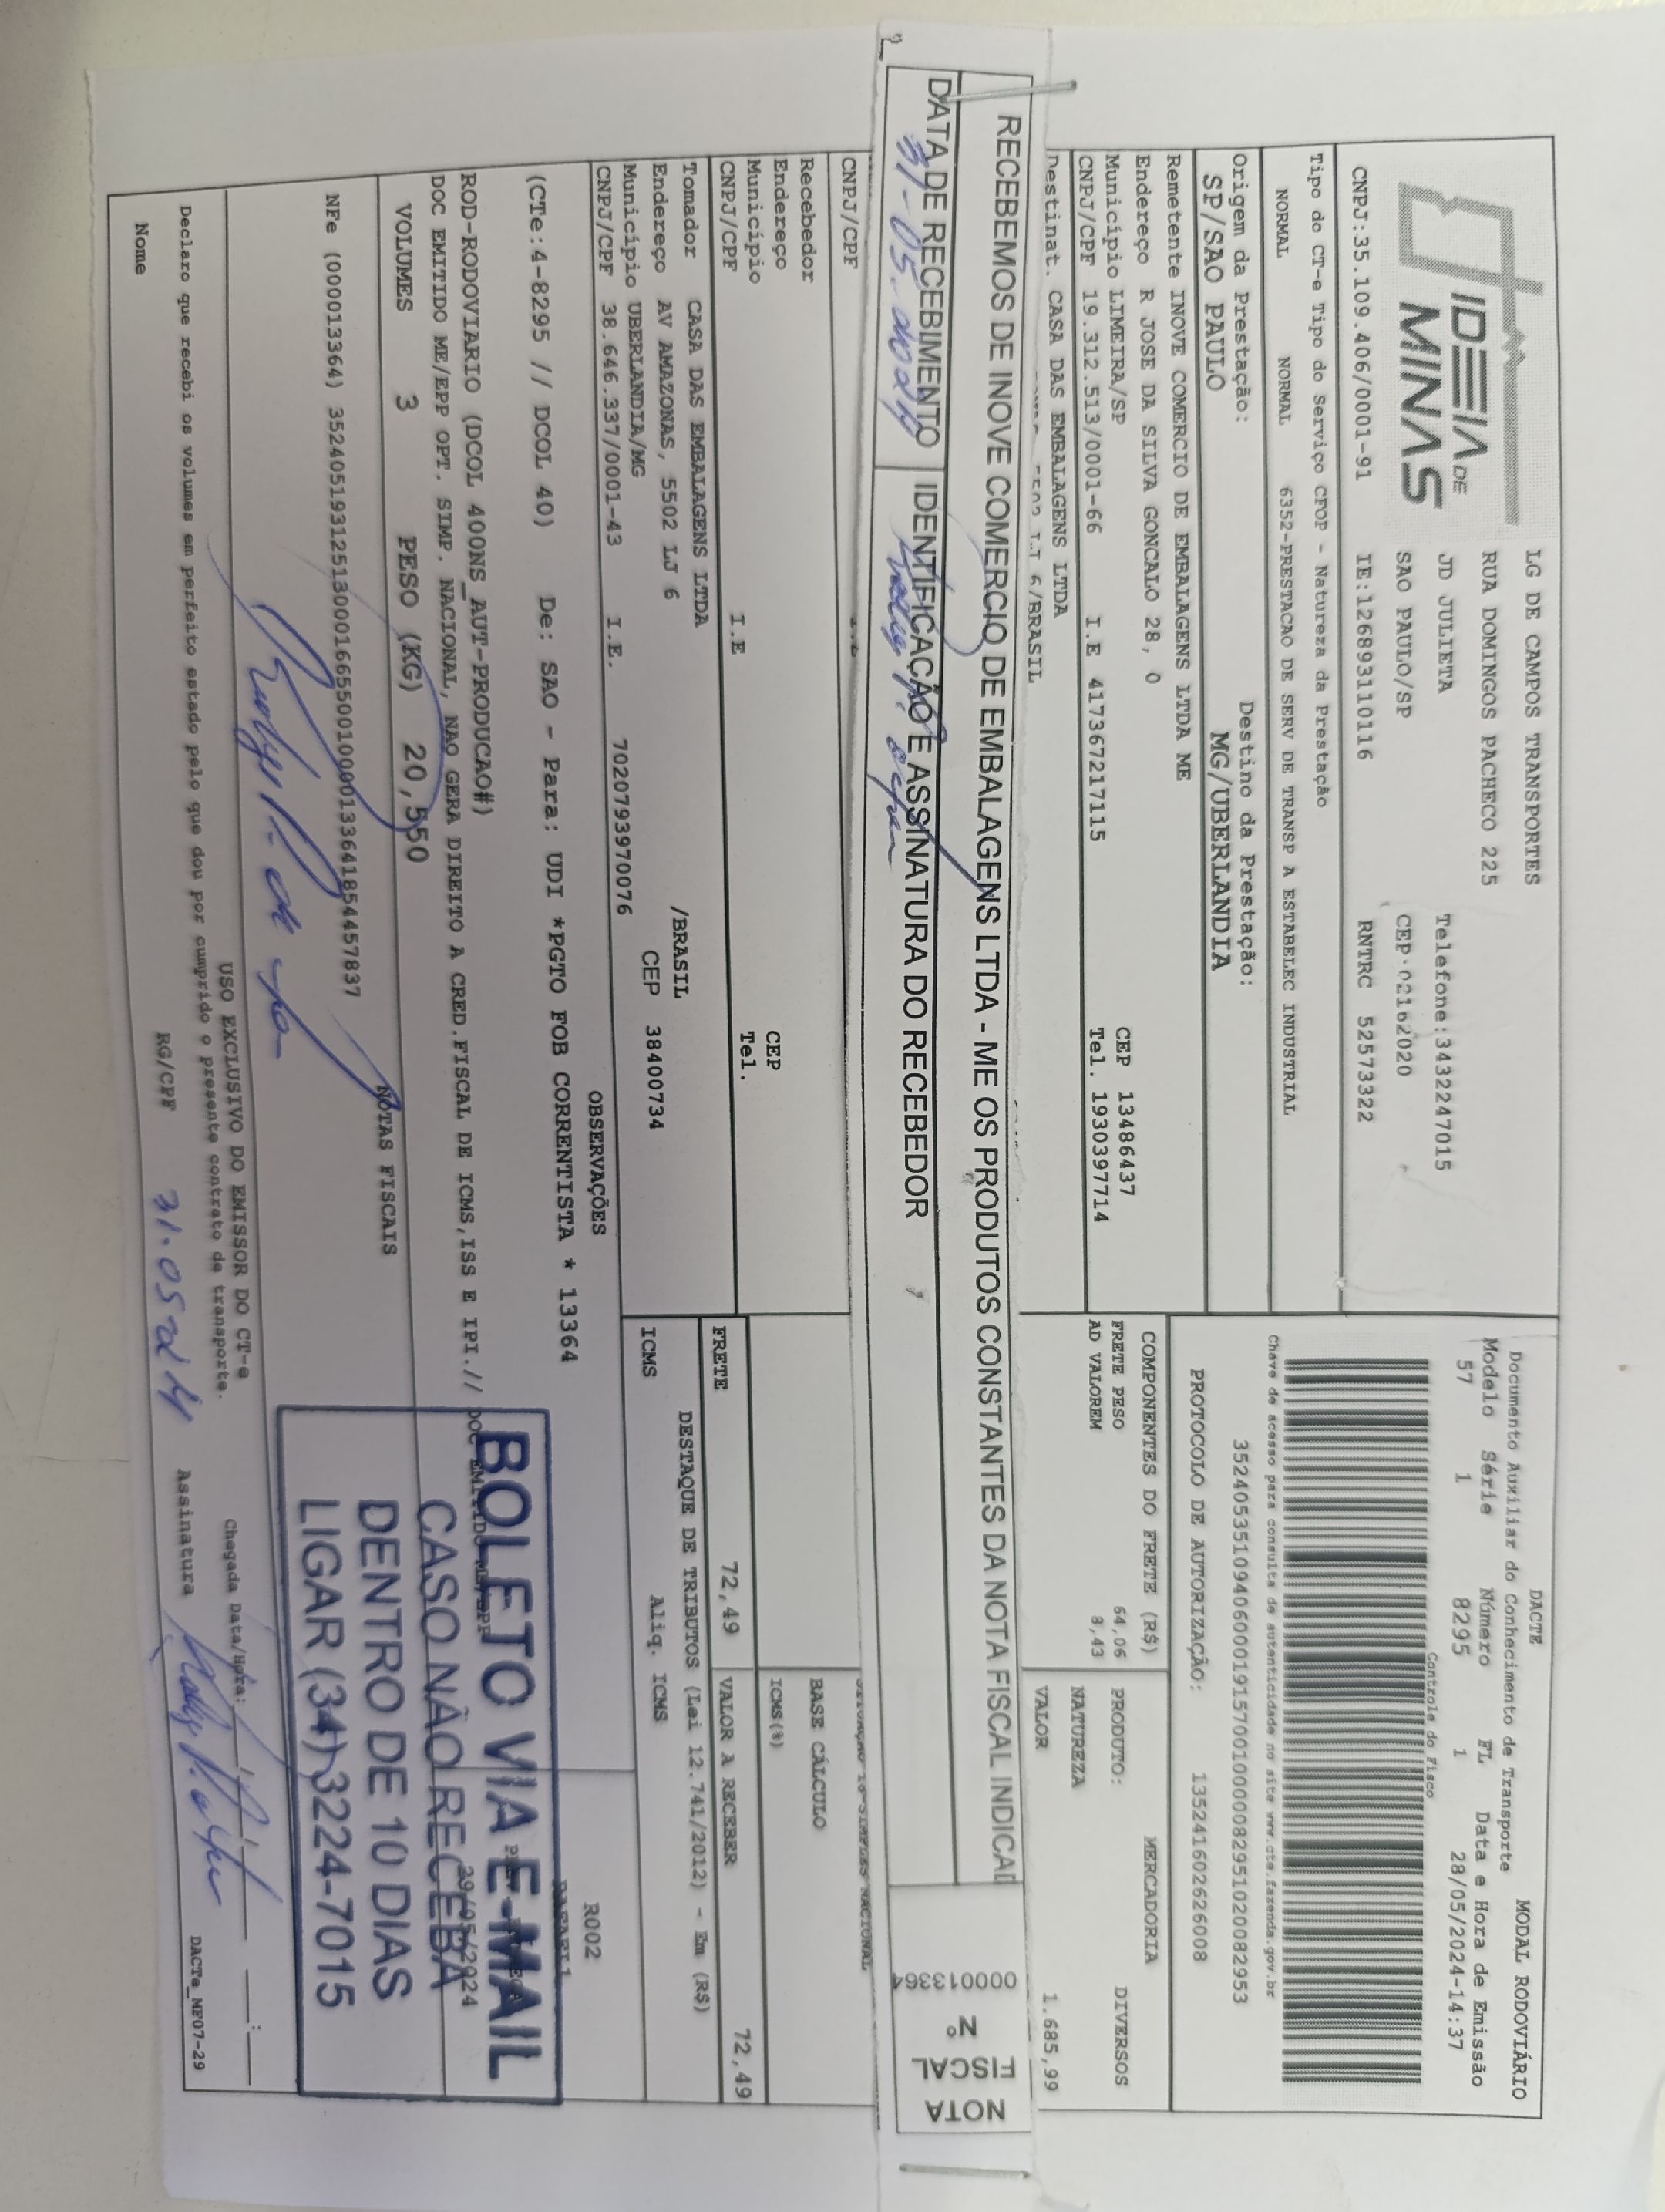 IDEIA DE
MINAS
LG DE CAMPOS TRANSPORTES
RUA DOMINGOS PACHECO 225
JD JULIETA
Telefone:3432247015
SAO PAULO/SP
CEP:02162020
CNPJ:35.109.406/0001-91 IE:126893110116 RNTRC 52573322
DACTE
MODAL RODOVIÁRIO
Documento Auxiliar do Conhecimento de Transporte
Modelo Série Número FL Data e Hora de Emissão
57 1 8295 1 28/05/2024-14:37
Controle do Fisco
Chave de acesso para consulta de autenticidade no site www.cte.fazenda.gov.br
35240535109406000191570010000082951020082953
PROTOCOLO DE AUTORIZAÇÃO: 135241602626008
Tipo do CT-e Tipo do Serviço CFOP - Natureza da Prestação
NORMAL NORMAL 6352-PRESTACAO DE SERV DE TRANSP A ESTABELEC INDUSTRIAL
Origem da Prestação: Destino da Prestação:
SP/SAO PAULO MG/UBERLANDIA
Remetente INOVE COMERCIO DE EMBALAGENS LTDA ME
Endereço R JOSE DA SILVA GONCALO 28, 0
Município LIMEIRA/SP CEP 13486437
CNPJ/CPF 19.312.513/0001-66 I.E 417367217115 Tel. 1930397714
COMPONENTES DO FRETE (R$)
FRETE PESO 64,06
AD VALOREM 8,43
MERCADORIA
PRODUTO: DIVERSOS
NATUREZA
VALOR 1.685,99
Destinat. CASA DAS EMBALAGENS LTDA
5502 LJ 6/BRASIL
RECEBEMOS DE INOVE COMERCIO DE EMBALAGENS LTDA - ME OS PRODUTOS CONSTANTES DA NOTA FISCAL INDICAD
DATA DE RECEBIMENTO IDENTIFICAÇÃO E ASSINATURA DO RECEBEDOR
31-05-2024
NOTA
FISCAL
N°
000013364
CNPJ/CPF
SIMPLES NACIONAL
Recebedor
Endereço CEP
Município Tel.
CNPJ/CPF I.E
BASE CÁLCULO
ICMS(%)
FRETE 72,49 VALOR A RECEBER 72,49
Tomador CASA DAS EMBALAGENS LTDA
Endereço AV AMAZONAS, 5502 LJ 6 /BRASIL
Município UBERLANDIA/MG CEP 38400734
CNPJ/CPF 38.646.337/0001-43 I.E. 7020793970076
DESTAQUE DE TRIBUTOS (Lei 12.741/2012) - Em (R$)
ICMS Aliq. ICMS
OBSERVAÇÕES
R002
(CTe:4-8295 // DCOL 40) De: SAO - Para: UDI *PGTO FOB CORRENTISTA * 13364
ROD-RODOVIARIO (DCOL 400NS_AUT-PRODUCAO#)
DOC EMITIDO ME/EPP OPT. SIMP. NACIONAL, NAO GERA DIREITO A CRED.FISCAL DE ICMS,ISS E IPI.// DOC EMITIDO ME/EPP
29/05/2024
VOLUMES 3 PESO (KG) 20,550
NOTAS FISCAIS
NFe (000013364) 35240519312513000166550010000133641854457837
BOLETO VIA E-MAIL
CASO NÃO RECEBA
DENTRO DE 10 DIAS
LIGAR (34) 3224-7015
USO EXCLUSIVO DO EMISSOR DO CT-e
Declaro que recebi os volumes em perfeito estado pelo que dou por cumprido o presente contrato de transporte.
Chegada Data/Hora:
Nome RG/CPF 31.05.24 Assinatura
DACTe_MF07-29